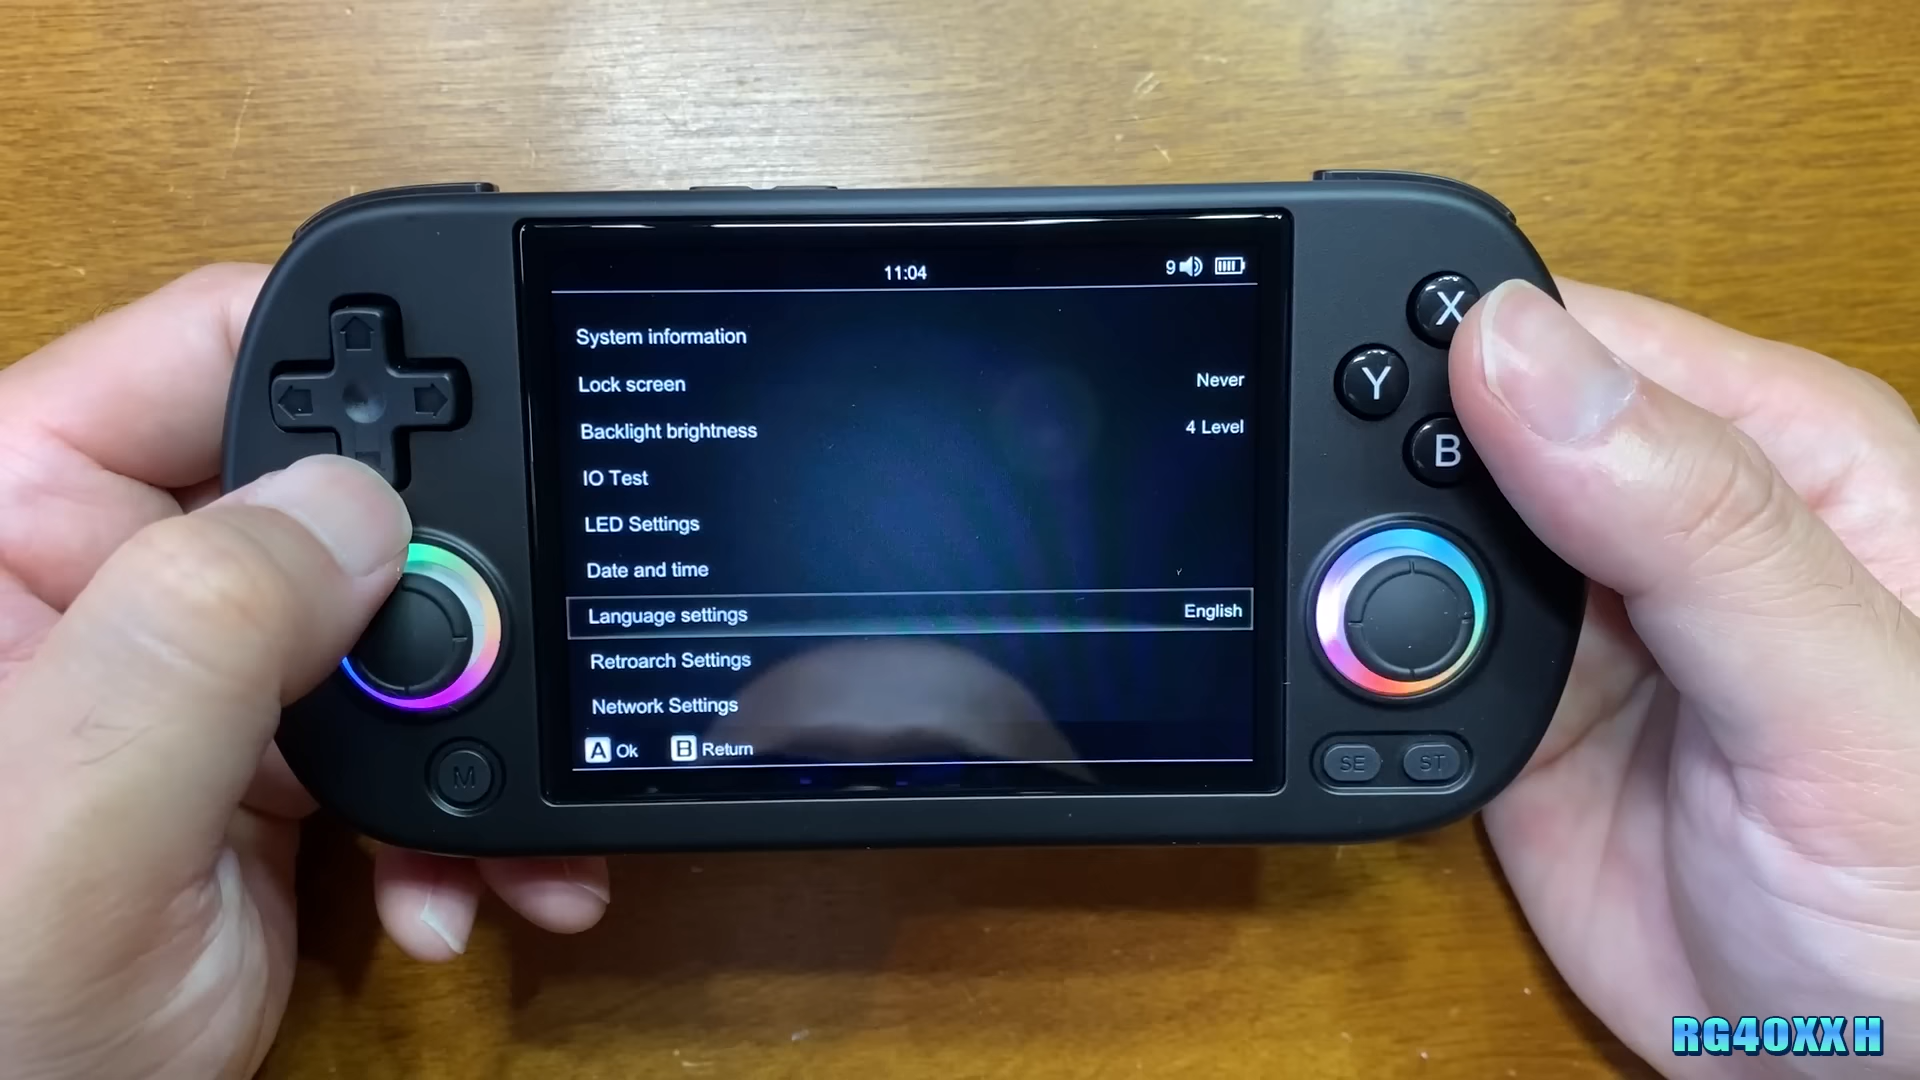 11:04
9
System information
Lock screen Never
Backlight brightness 4 Level
IO Test
LED Settings
Date and time
Language settings English
Retroarch Settings
Network Settings
A Ok B Return
X
Y
B
M
SE ST
RG40XX H